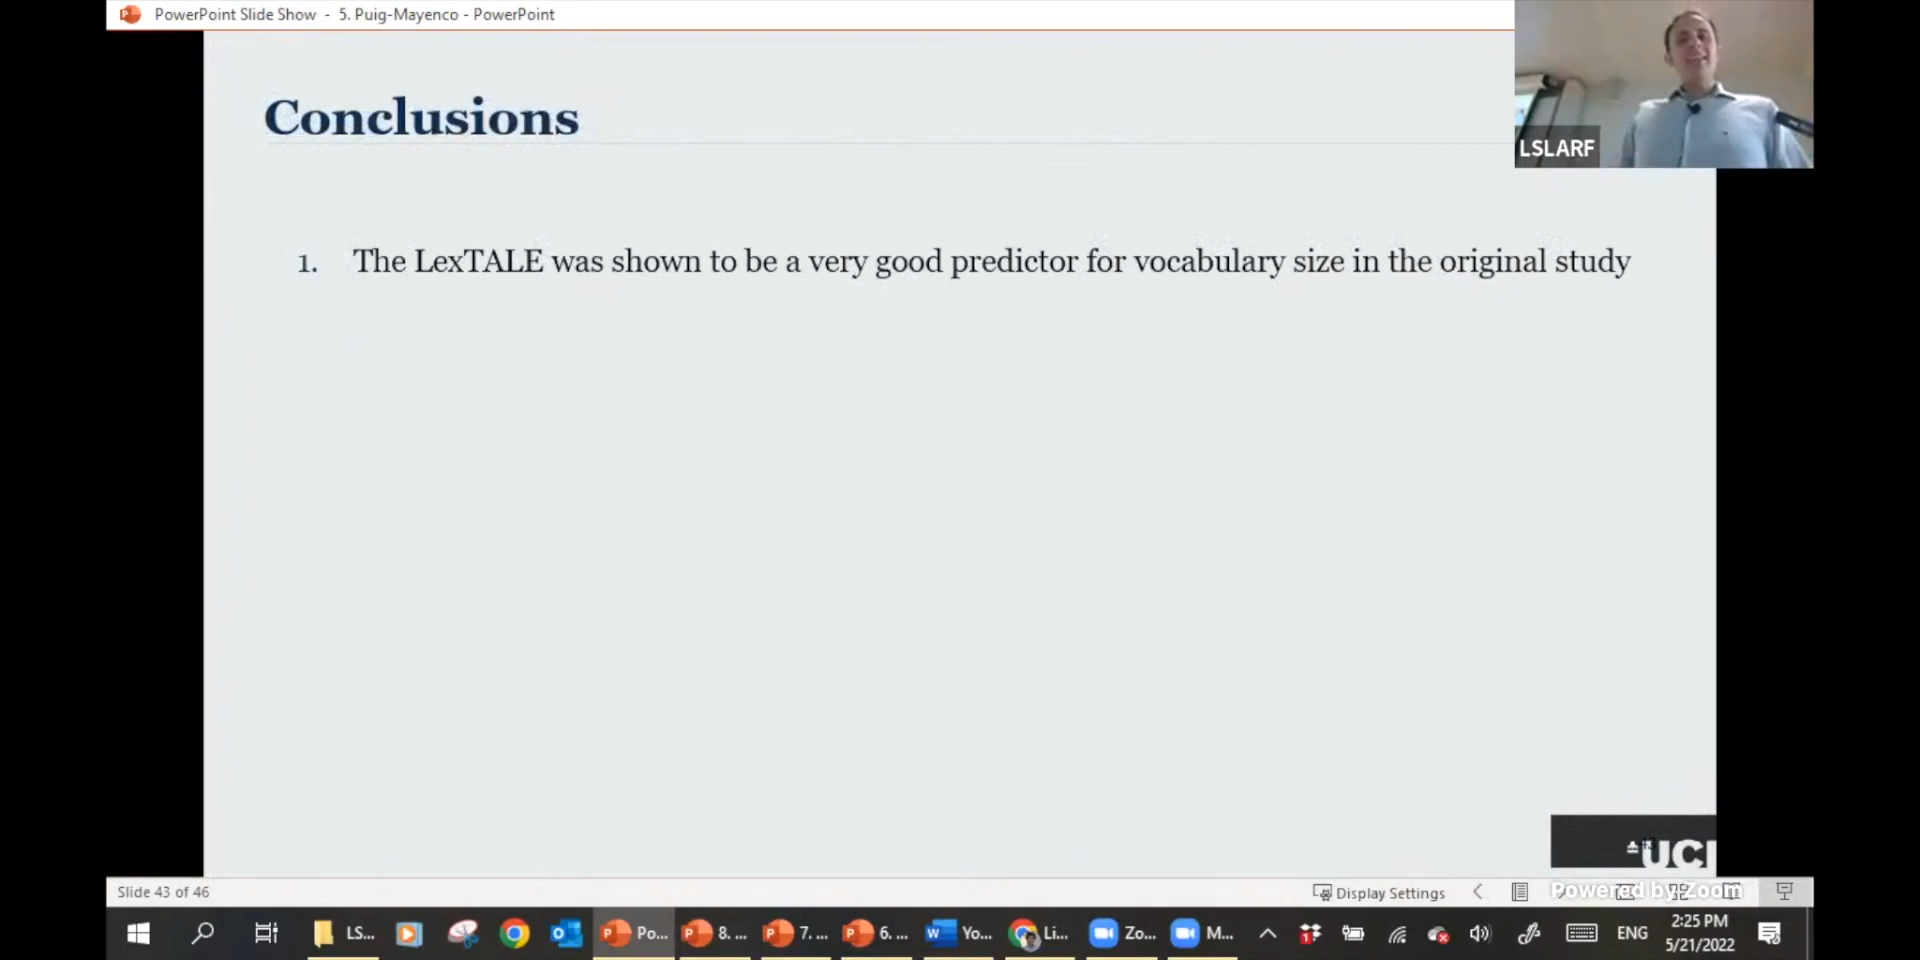 PowerPoint Slide Show - 5. Puig-Mayenco - PowerPoint
LSLARF
Conclusions
1. The LexTALE was shown to be a very good predictor for vocabulary size in the original study
UCL
Slide 43 of 46
Display Settings
Powered by Zoom
LS...
Po...
8. ...
7. ...
6. ...
Yo...
Li...
Zo...
M...
ENG
2:25 PM
5/21/2022